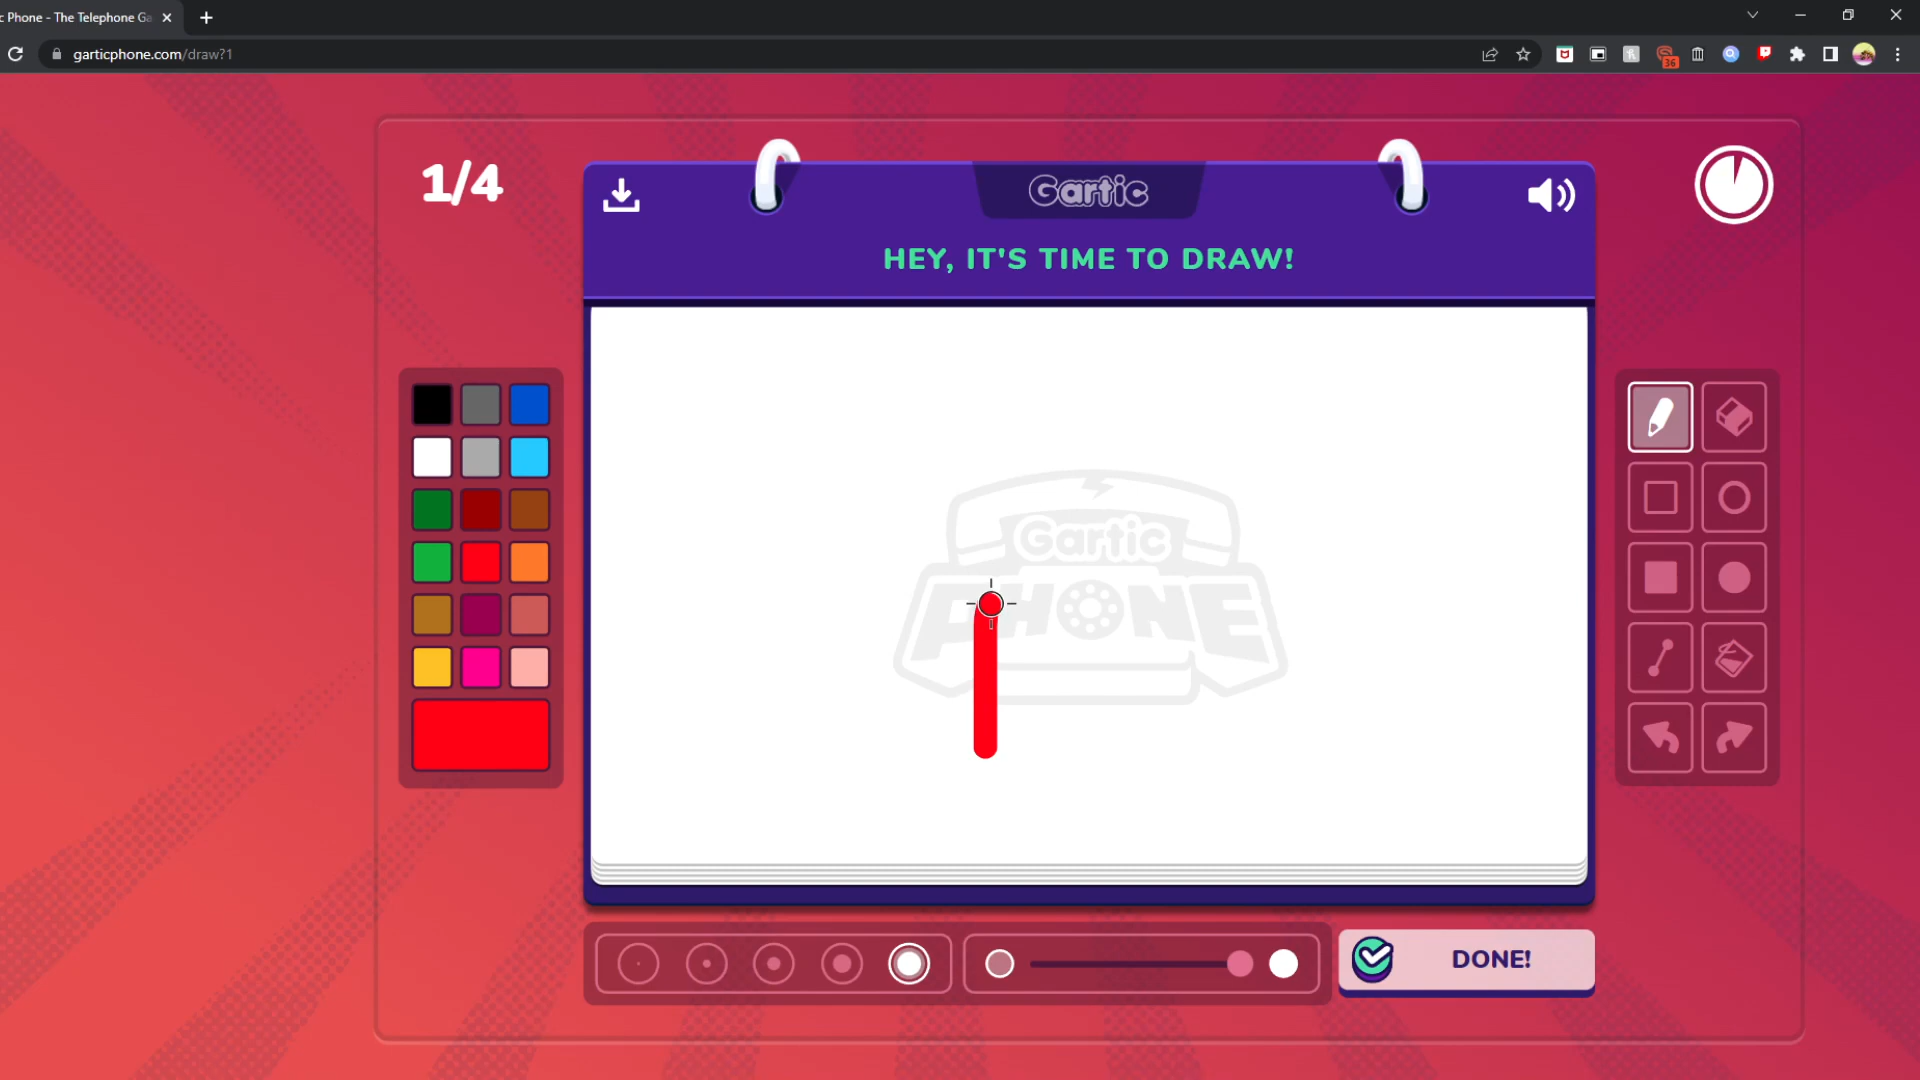 c Phone - The Telephone Ga
garticphone.com/draw?1
36
1/4
Gartic
HEY, IT'S TIME TO DRAW!
Gartic
PHONE
DONE!